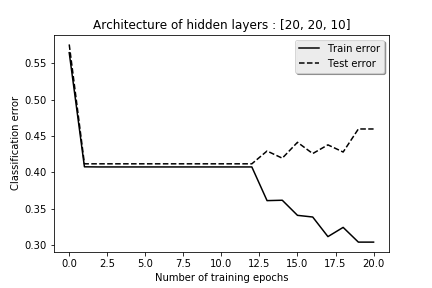 Architecture of hidden layers : [20, 20, 10]
Train error
Test error
Classification error
0.55
0.50
0.45
0.40
0.35
0.30
0.0 2.5 5.0 7.5 10.0 12.5 15.0 17.5 20.0
Number of training epochs